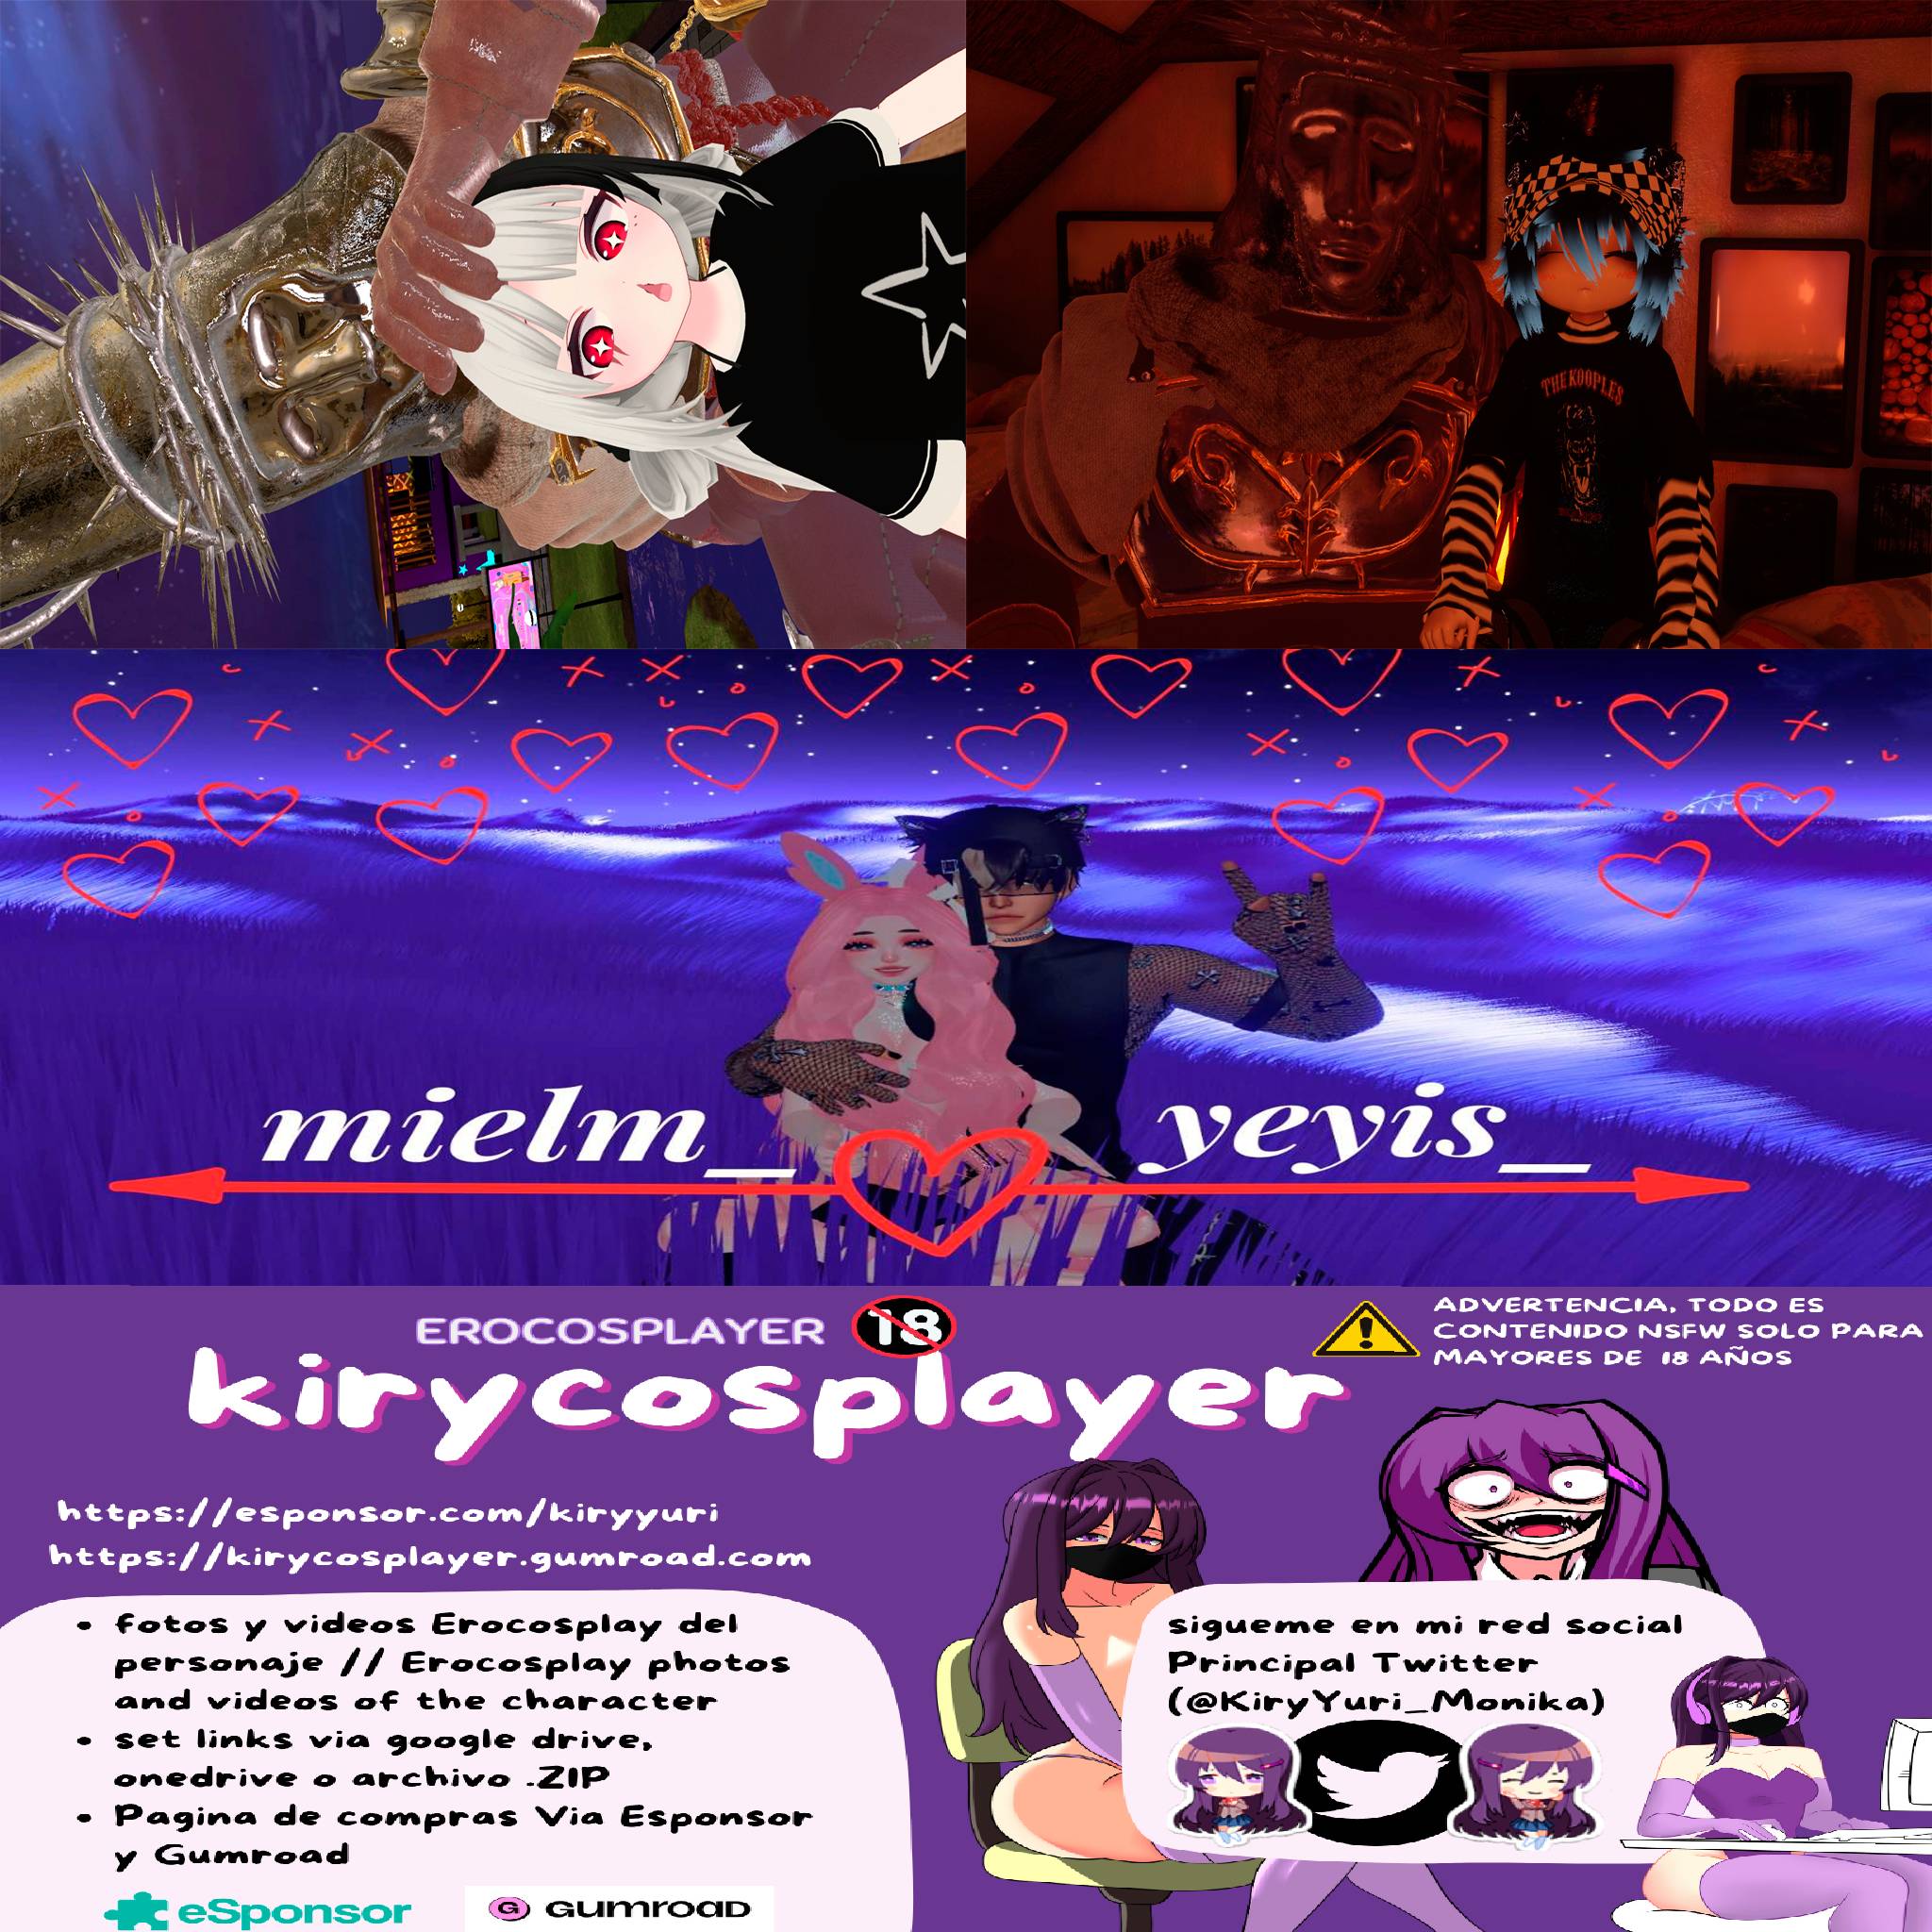 THE KOOPLES
mielm_
yeyis_
EROCOSPLAYER
18
ADVERTENCIA, TODO ES
CONTENIDO NSFW SOLO PARA
MAYORES DE 18 AÑOS
kirycosplayer
https://esponsor.com/kiryyuri
https://kirycosplayer.gumroad.com
• fotos y videos Erocosplay del
personaje // Erocosplay photos
and videos of the character
• set links via google drive,
onedrive o archivo .ZIP
• Pagina de compras Via Esponsor
y Gumroad
eSponsor
G GUMROAD
sigueme en mi red social
Principal Twitter
(@KiryYuri_Monika)